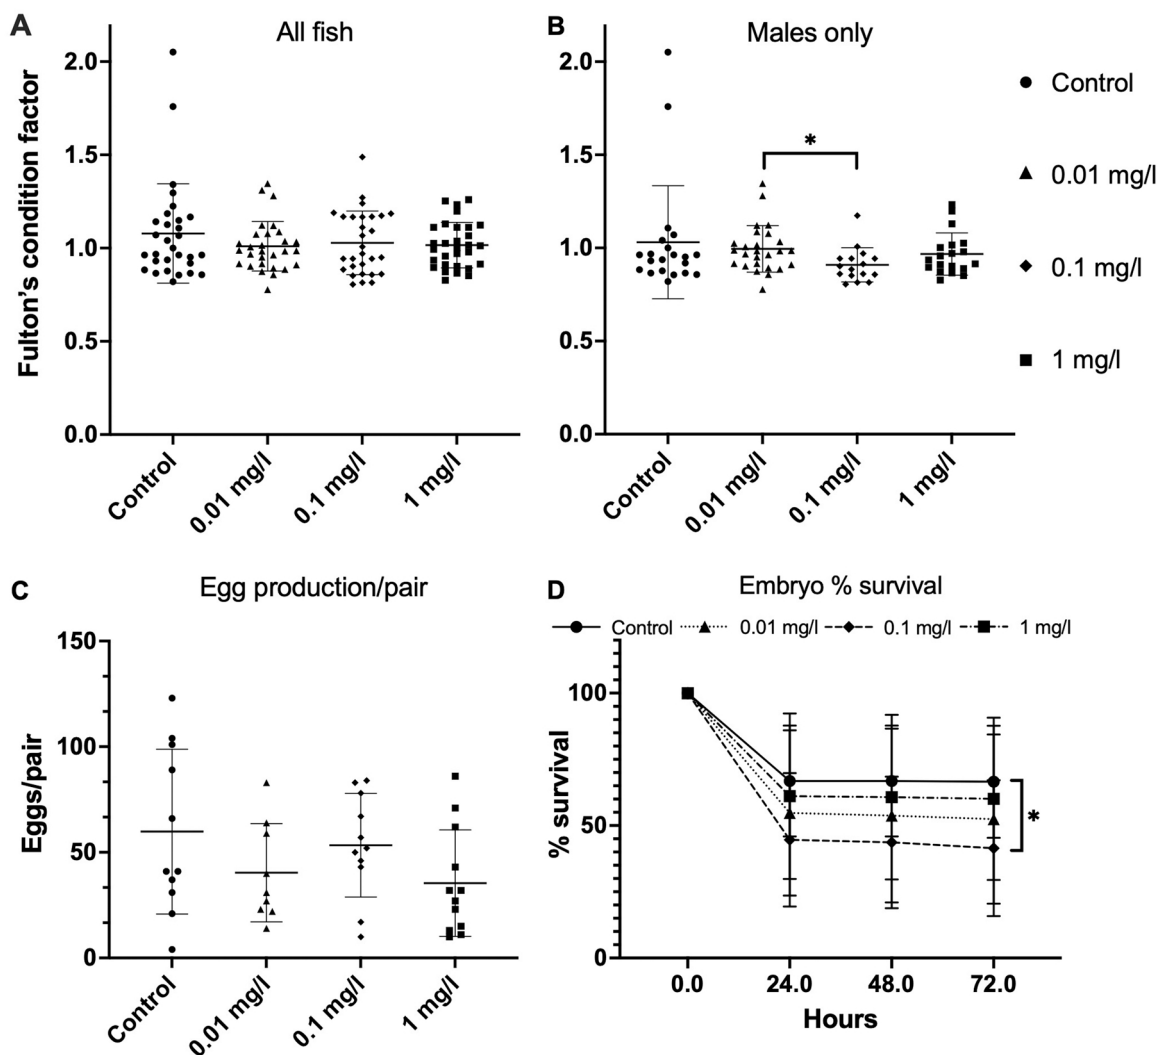 A
All fish
Fulton's condition factor
2.0
1.5
1.0
0.5
0.0
Control
0.01 mg/l
0.1 mg/l
1 mg/l
B
Males only
2.0
1.5
1.0
0.5
0.0
*
Control
0.01 mg/l
0.1 mg/l
1 mg/l
Control
0.01 mg/l
0.1 mg/l
1 mg/l
C
Egg production/pair
Eggs/pair
150
100
50
0
Control
0.01 mg/l
0.1 mg/l
1 mg/l
D
Embryo % survival
Control 0.01 mg/l 0.1 mg/l 1 mg/l
% survival
100
50
0
*
0.0 24.0 48.0 72.0
Hours